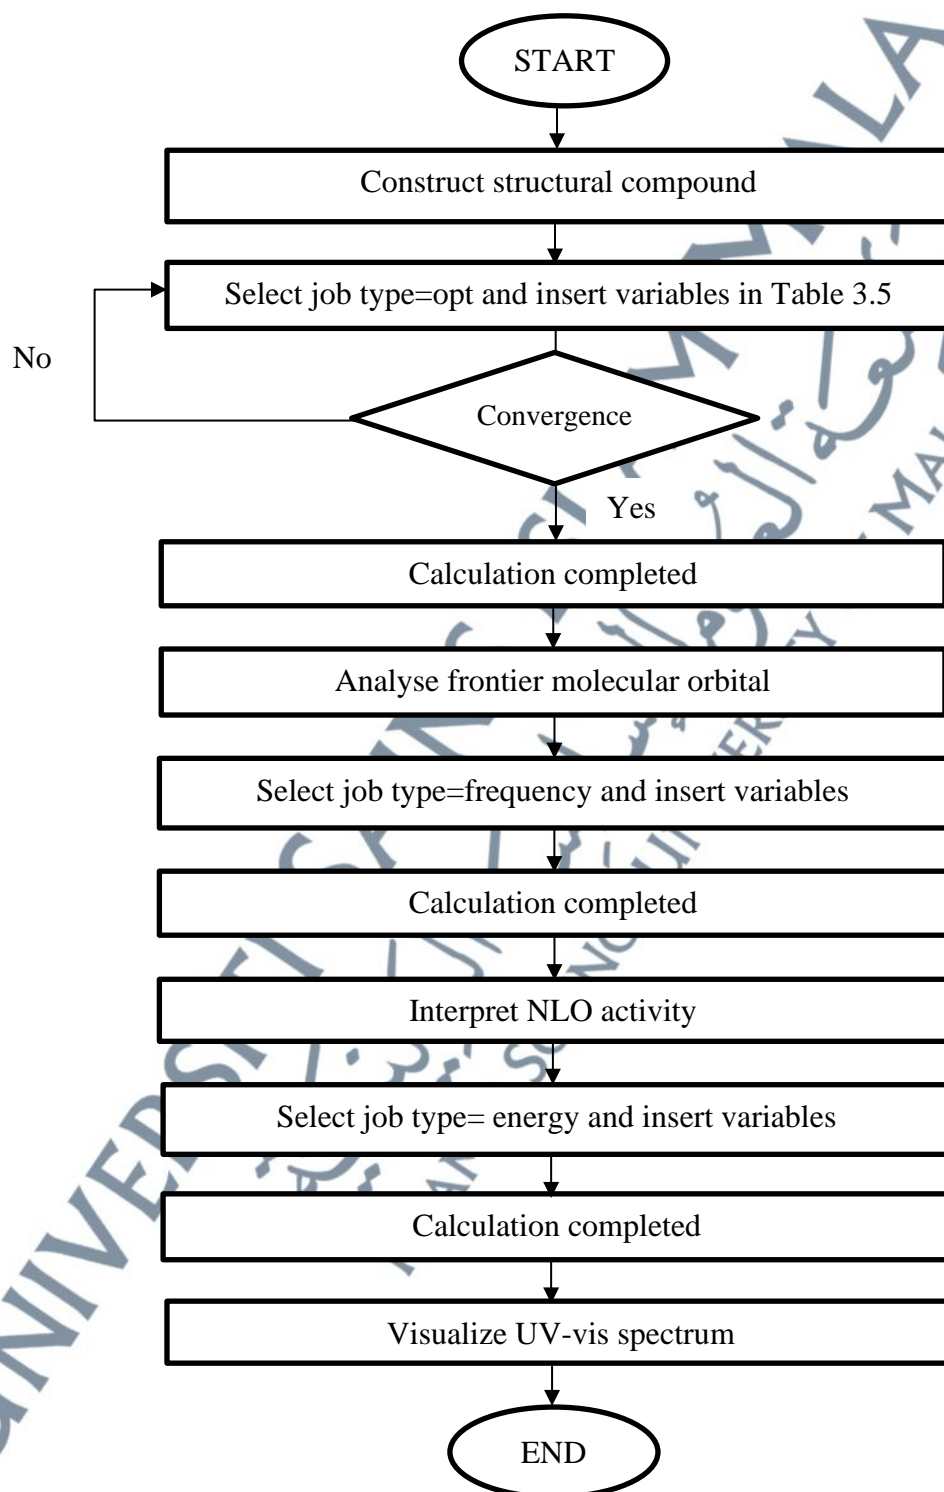 START
Construct structural compound
Select job type=opt and insert variables in Table 3.5
No
Convergence
Yes
Calculation completed
Analyse frontier molecular orbital
Select job type=frequency and insert variables
Calculation completed
Interpret NLO activity
Select job type= energy and insert variables
Calculation completed
Visualize UV-vis spectrum
END